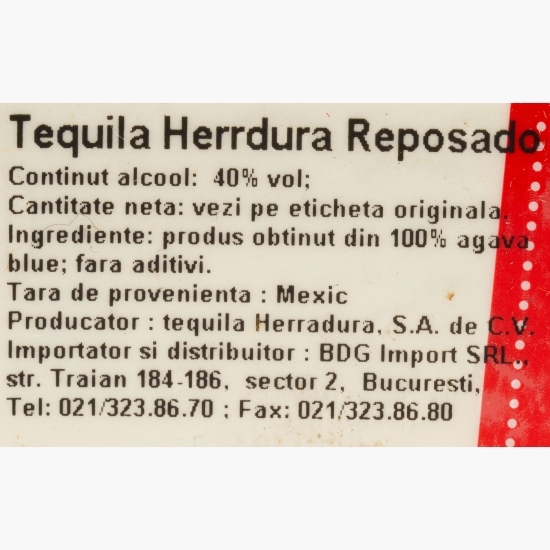 Tequila Herrdura Reposado
Continut alcool: 40% vol;
Cantitate neta: vezi pe eticheta originala.
Ingrediente: produs obtinut din 100% agava
blue; fara aditivi.
Tara de provenienta : Mexic
Producator : tequila Herradura, S.A. de C.V.
Importator si distribuitor : BDG Import SRL.,
str. Traian 184-186, sector 2, Bucuresti,
Tel: 021/323.86.70 ; Fax: 021/323.86.80